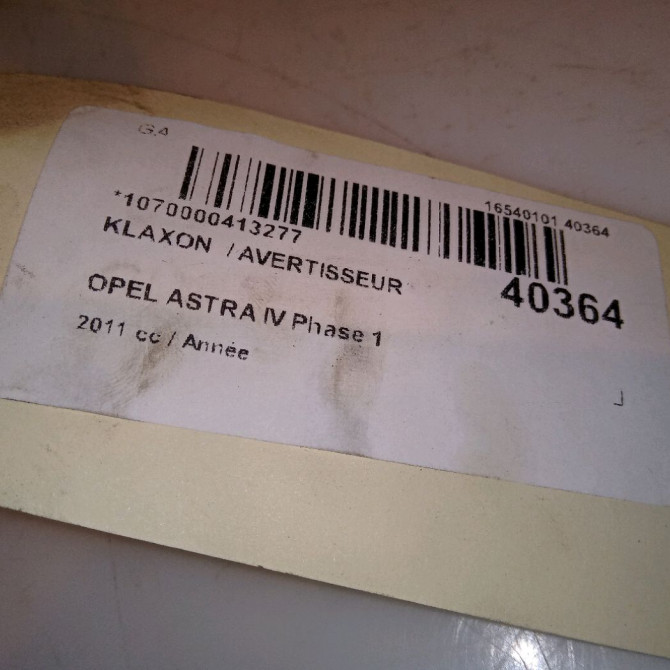 G.4
16540101 40364
*1070000413277
KLAXON / AVERTISSEUR
40364
OPEL ASTRA IV Phase 1
2011 cc / Année